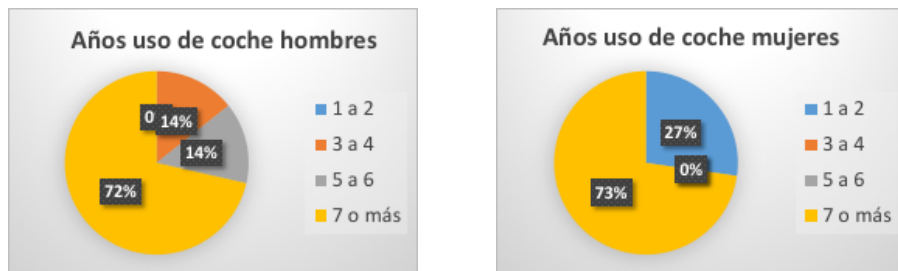 Años uso de coche hombres
14%
14%
72%
1 a 2
3 a 4
5 a 6
7 o más
Años uso de coche mujeres
27%
0%
73%
1 a 2
3 a 4
5 a 6
7 o más